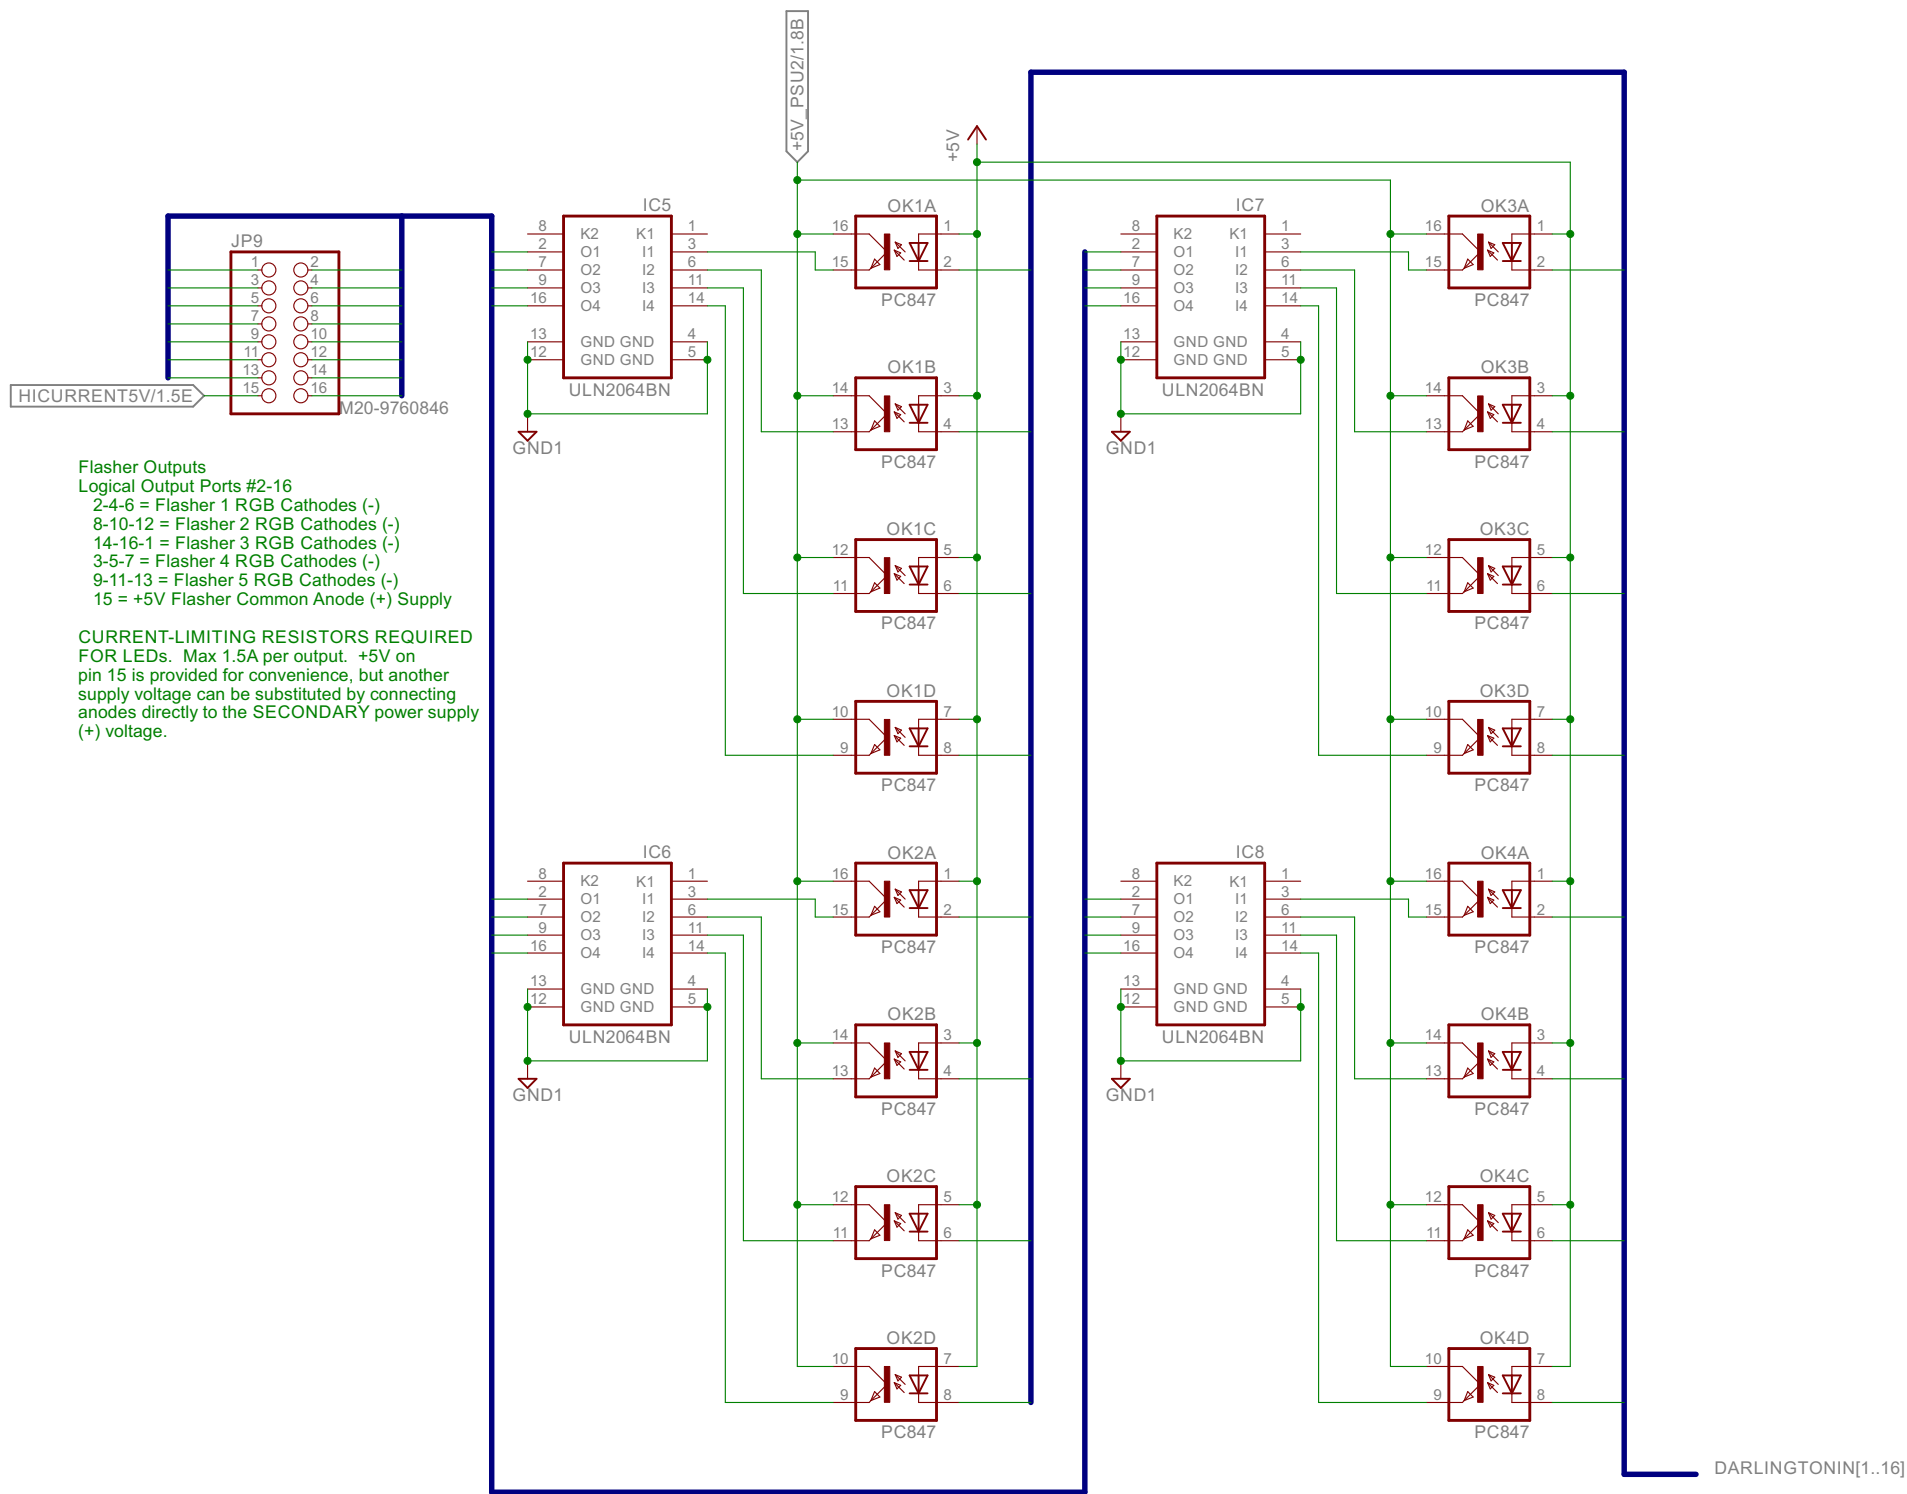 +5V_PSU2/1.8B
+5V
JP9
1 2
3 4
5 6
7 8
9 10
11 12
13 14
15 16
HICURRENT5V/1.5E
M20-9760846
Flasher Outputs
Logical Output Ports #2-16
2-4-6 = Flasher 1 RGB Cathodes (-)
8-10-12 = Flasher 2 RGB Cathodes (-)
14-16-1 = Flasher 3 RGB Cathodes (-)
3-5-7 = Flasher 4 RGB Cathodes (-)
9-11-13 = Flasher 5 RGB Cathodes (-)
15 = +5V Flasher Common Anode (+) Supply
CURRENT-LIMITING RESISTORS REQUIRED
FOR LEDs.  Max 1.5A per output.  +5V on
pin 15 is provided for convenience, but another
supply voltage can be substituted by connecting
anodes directly to the SECONDARY power supply
(+) voltage.
IC5
8 K2 K1 1
2 O1 I1 3
7 O2 I2 6
9 O3 I3 11
16 O4 I4 14
13 GND GND 4
12 GND GND 5
ULN2064BN
GND1
OK1A
16 1
15 2
PC847
OK1B
14 3
13 4
PC847
OK1C
12 5
11 6
PC847
OK1D
10 7
9 8
PC847
IC6
8 K2 K1 1
2 O1 I1 3
7 O2 I2 6
9 O3 I3 11
16 O4 I4 14
13 GND GND 4
12 GND GND 5
ULN2064BN
GND1
OK2A
16 1
15 2
PC847
OK2B
14 3
13 4
PC847
OK2C
12 5
11 6
PC847
OK2D
10 7
9 8
PC847
IC7
8 K2 K1 1
2 O1 I1 3
7 O2 I2 6
9 O3 I3 11
16 O4 I4 14
13 GND GND 4
12 GND GND 5
ULN2064BN
GND1
OK3A
16 1
15 2
PC847
OK3B
14 3
13 4
PC847
OK3C
12 5
11 6
PC847
OK3D
10 7
9 8
PC847
IC8
8 K2 K1 1
2 O1 I1 3
7 O2 I2 6
9 O3 I3 11
16 O4 I4 14
13 GND GND 4
12 GND GND 5
ULN2064BN
GND1
OK4A
16 1
15 2
PC847
OK4B
14 3
13 4
PC847
OK4C
12 5
11 6
PC847
OK4D
10 7
9 8
PC847
DARLINGTONIN[1..16]